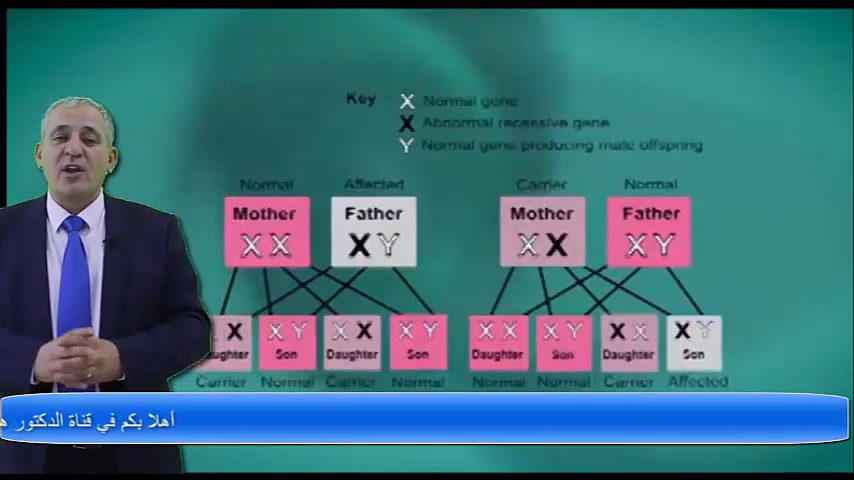 Key X Normal gene
X Abnormal recessive gene
Y Normal gene producing male offspring
Normal Affected Carrier Normal
Mother Father Mother Father
X X X Y X X X Y
X X Y X X X Y X X X Y X X X Y
Son Daughter Son Daughter Son Daughter Son
Carrier Normal Carrier Normal Normal Normal Carrier Affected
أهلا بكم في قناة الدكتور